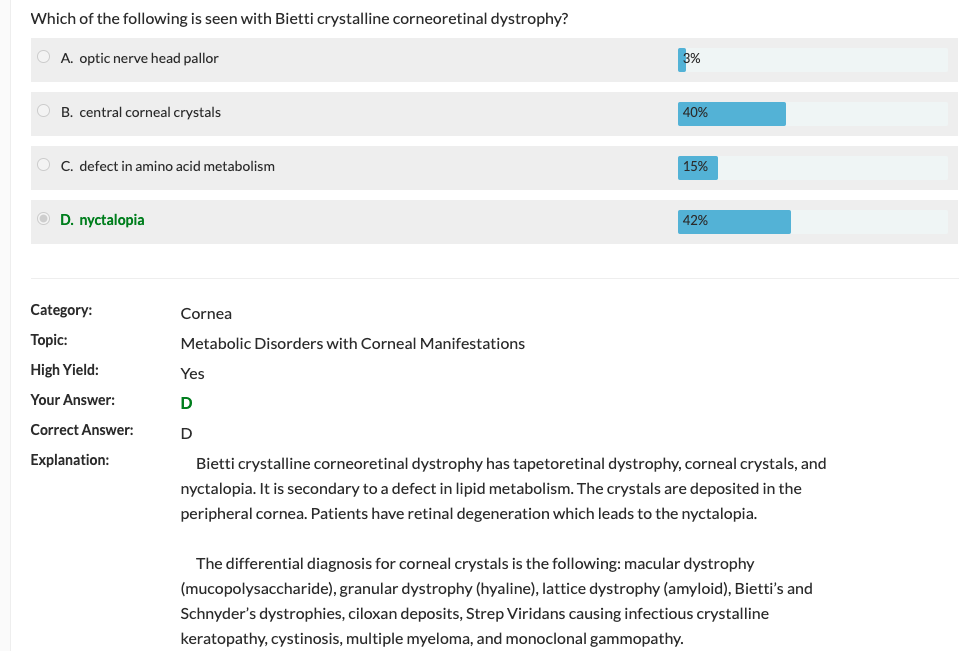 Which of the following is seen with Bietti crystalline corneoretinal dystrophy?
A. optic nerve head pallor 3%
B. central corneal crystals 40%
C. defect in amino acid metabolism 15%
D. nyctalopia 42%
Category: Cornea
Topic: Metabolic Disorders with Corneal Manifestations
High Yield: Yes
Your Answer: D
Correct Answer: D
Explanation: Bietti crystalline corneoretinal dystrophy has tapetoretinal dystrophy, corneal crystals, and
nyctalopia. It is secondary to a defect in lipid metabolism. The crystals are deposited in the
peripheral cornea. Patients have retinal degeneration which leads to the nyctalopia.
The differential diagnosis for corneal crystals is the following: macular dystrophy
(mucopolysaccharide), granular dystrophy (hyaline), lattice dystrophy (amyloid), Bietti's and
Schnyder's dystrophies, ciloxan deposits, Strep Viridans causing infectious crystalline
keratopathy, cystinosis, multiple myeloma, and monoclonal gammopathy.